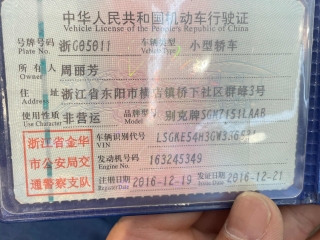 中华人民共和国机动车行驶证
Vehicle License of the People's Republic of China
号牌号码 浙G05011 车辆类型 小型轿车
Plate No. Vehicle Type
所有人 周丽芳
Owner
住址 浙江省东阳市横店镇桥下社区群峰3号
Address
使用性质 非营运 品牌型号 别克牌SGM7151LAAB
Use Character Model
浙江省金华
市公安局交
通警察支队
车辆识别代号
VIN
发动机号码 163245349
Engine No.
注册日期 2016-12-19 发证日期 2016-12-21
Register Date Issue Date